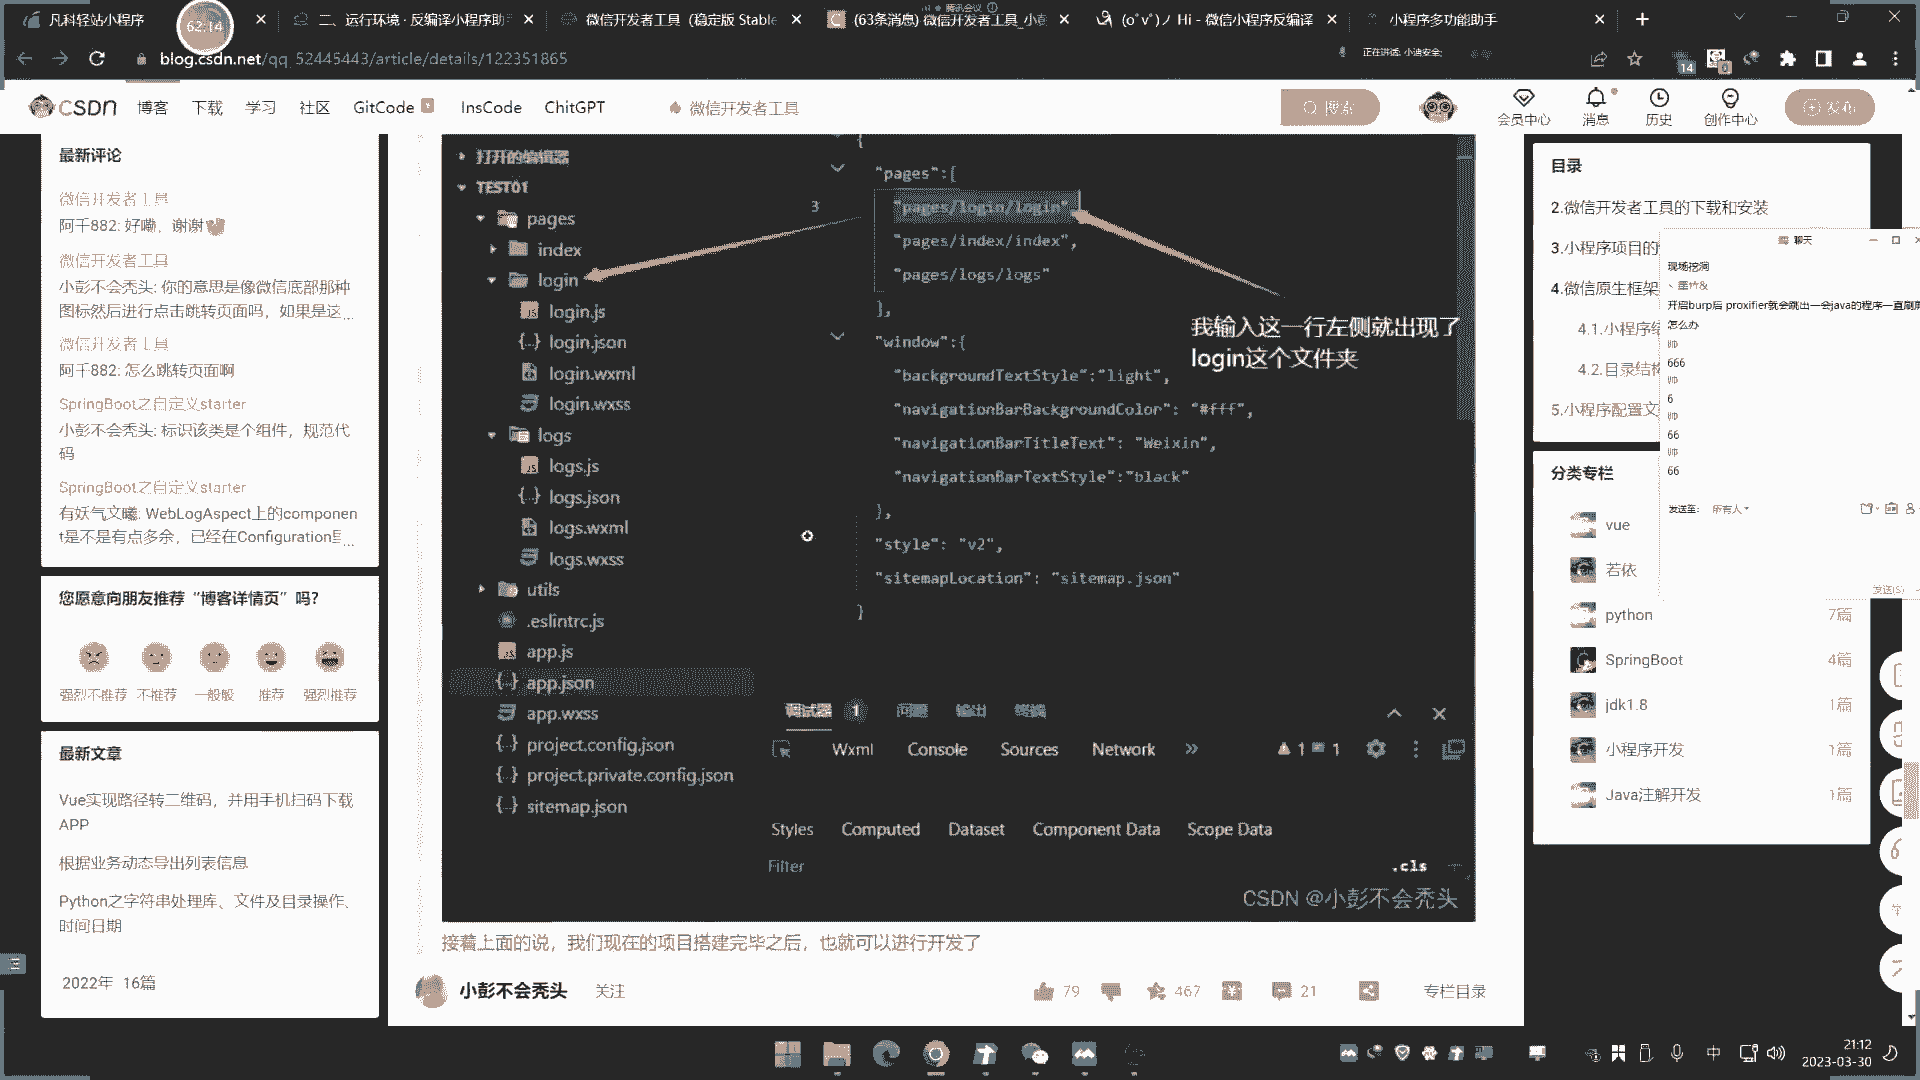 凡科轻站小程序
62:14
二、运行环境 · 反编译小程序助
微信开发者工具（稳定版 Stable
(63条消息) 微信开发者工具_小彭
(o゚v゚)ノ Hi - 微信小程序反编译
小程序多功能助手
腾讯会议
blog.csdn.net/qq_52445443/article/details/122351865
正在讲话: 小迪安全;
14
0
CSDN
博客
下载
学习
社区
GitCode
InsCode
ChitGPT
微信开发者工具
搜索
会员中心
消息
历史
创作中心
发布
最新评论
微信开发者工具
阿千882: 好嘞，谢谢
微信开发者工具
小彭不会秃头: 你的意思是像微信底部那种
图标然后进行点击跳转页面吗，如果是这...
微信开发者工具
阿千882: 怎么跳转页面啊
SpringBoot之自定义starter
小彭不会秃头: 标识该类是个组件，规范代
码
SpringBoot之自定义starter
有妖气文曦: WebLogAspect上的componen
t是不是有点多余，已经在Configuration里...
您愿意向朋友推荐“博客详情页”吗？
强烈不推荐
不推荐
一般般
推荐
强烈推荐
最新文章
Vue实现路径转二维码，并用手机扫码下载
APP
根据业务动态导出列表信息
Python之字符串处理库、文件及目录操作、
时间日期
2022年 16篇
打开的编辑器
TEST01
pages
index
login
login.js
login.json
login.wxml
login.wxss
logs
logs.js
logs.json
logs.wxml
logs.wxss
utils
.eslintrc.js
app.js
app.json
app.wxss
project.config.json
project.private.config.json
sitemap.json
{
"pages":[
3
"pages/login/login",
"pages/index/index",
"pages/logs/logs"
],
"window":{
"backgroundTextStyle":"light",
"navigationBarBackgroundColor": "#fff",
"navigationBarTitleText": "Weixin",
"navigationBarTextStyle":"black"
},
"style": "v2",
"sitemapLocation": "sitemap.json"
}
我输入这一行左侧就出现了
login这个文件夹
调试器
1
问题
输出
终端
Wxml
Console
Sources
Network
»
1
1
Styles
Computed
Dataset
Component Data
Scope Data
Filter
.cls
CSDN @小彭不会秃头
接着上面的说，我们现在的项目搭建完毕之后，也就可以进行开发了
小彭不会秃头
关注
79
467
21
专栏目录
目录
2.微信开发者工具的下载和安装
3.小程序项目的
4.微信原生框架
4.1.小程序结
4.2.目录结构
5.小程序配置文
分类专栏
vue
若依
python
7篇
SpringBoot
4篇
jdk1.8
1篇
小程序开发
1篇
Java注解开发
1篇
聊天
现场挖洞
开启burp后 proxifier就会跳出一会java的程序一直刷
怎么办
帅
666
帅
6
帅
66
帅
66
发送至: 所有人
发送(S)
中
21:12
2023-03-30